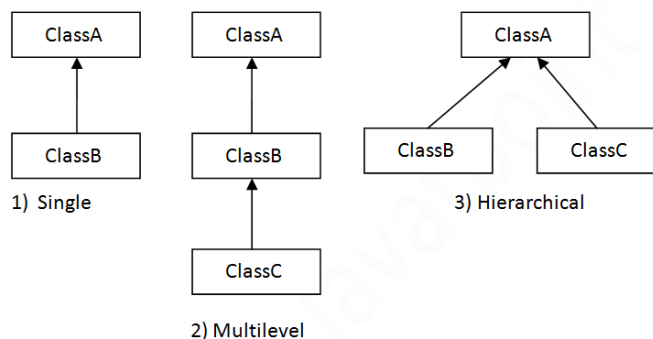 ClassA
ClassB
1) Single
ClassA
ClassB
ClassC
2) Multilevel
ClassA
ClassB
ClassC
3) Hierarchical